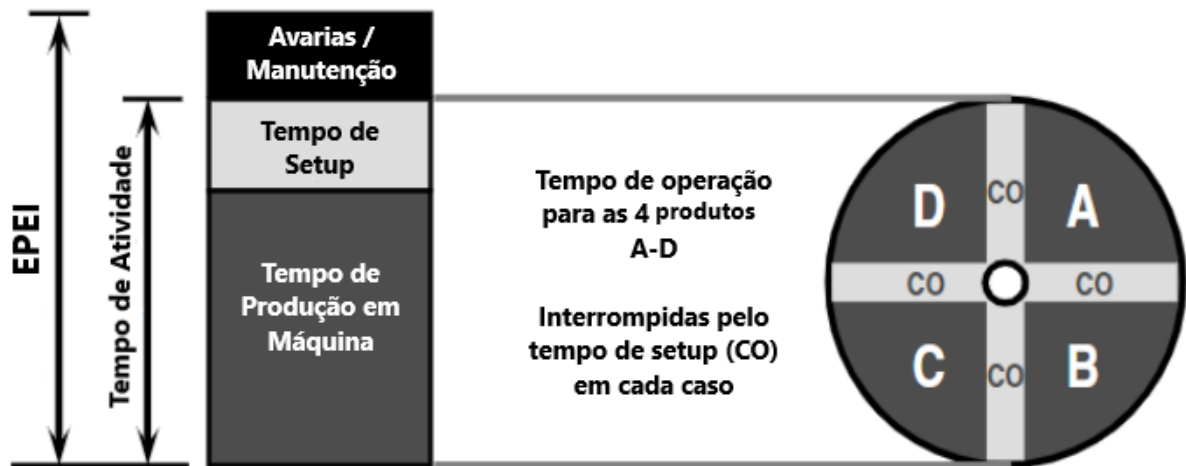 EPEI
Tempo de Atividade
Avarias /
Manutenção
Tempo de
Setup
Tempo de
Produção em
Máquina
Tempo de operação
para as 4 produtos
A-D
Interrompidas pelo
tempo de setup (CO)
em cada caso
D
CO
A
CO
CO
C
CO
B